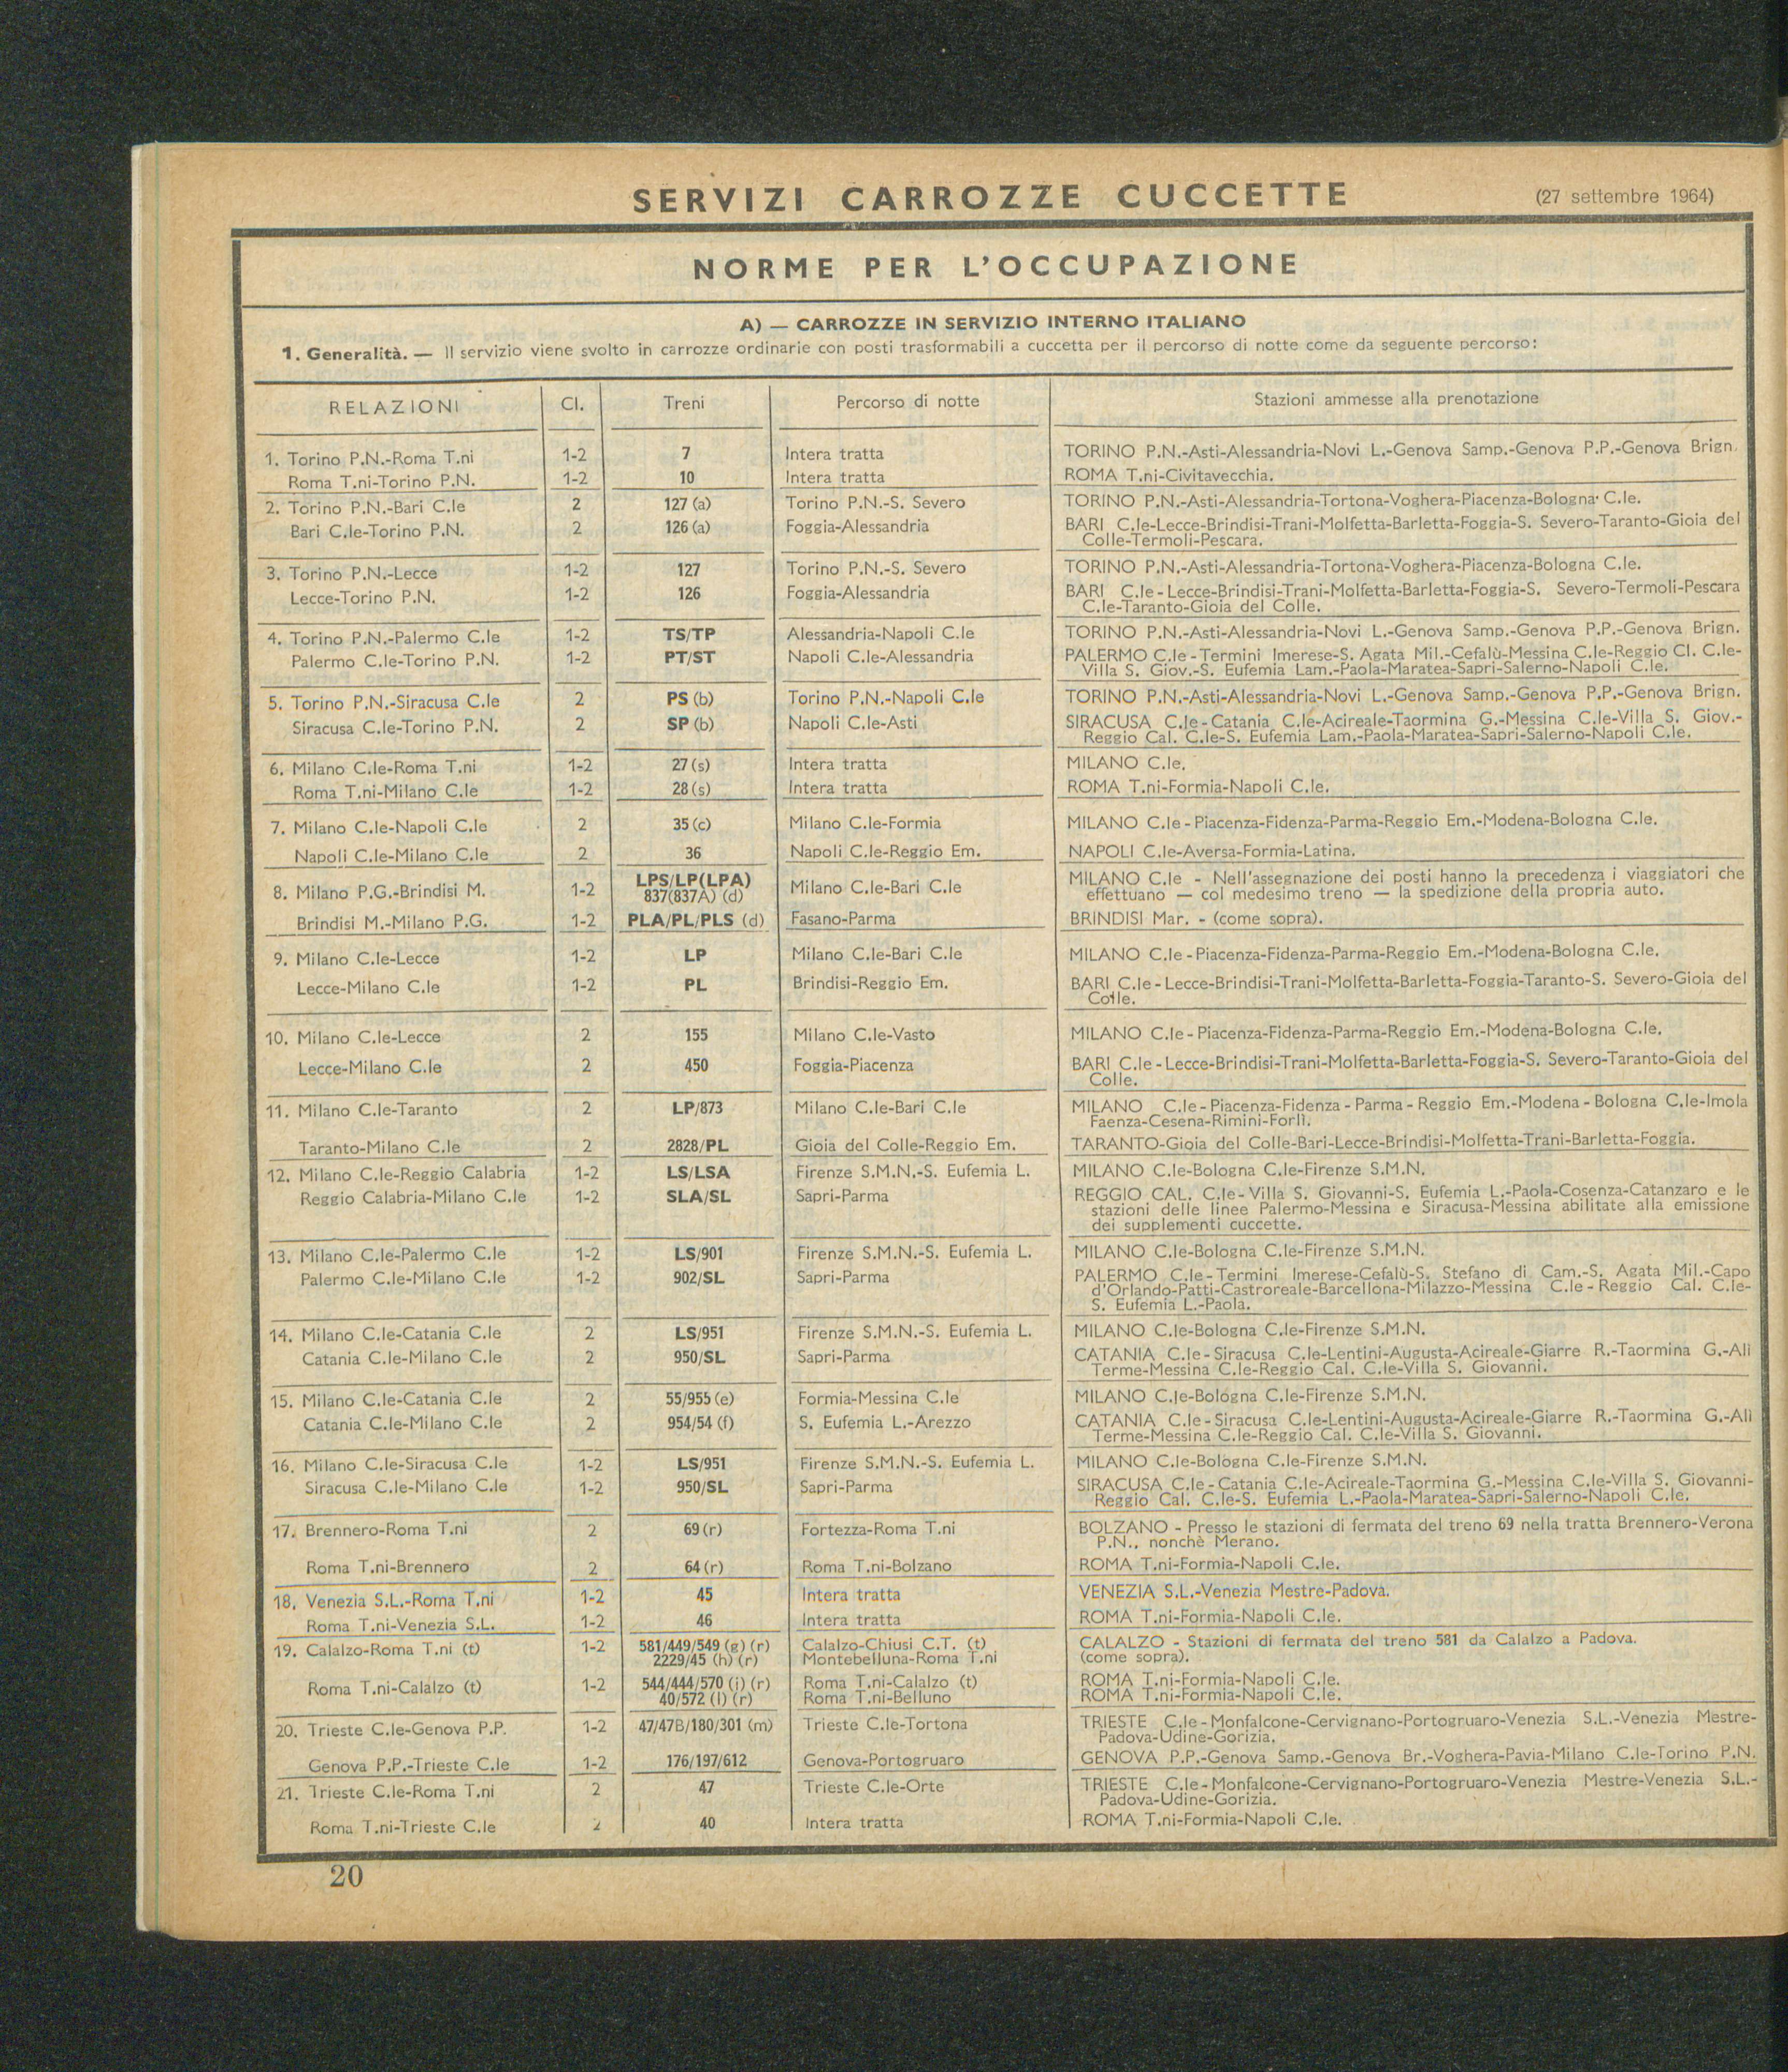 SERVIZI CARROZZE CUCCETTE (27 settembre 1964)
NORME PER L'OCCUPAZIONE
A) — CARROZZE IN SERVIZIO INTERNO ITALIANO
1. Generalità. — Il servizio viene svolto in carrozze ordinarie con posti trasformabili a cuccetta per il percorso di notte come da seguente percorso:
RELAZIONI Cl. Treni Percorso di notte Stazioni ammesse alla prenotazione
1. Torino P.N.-Roma T.ni 1-2 7 Intera tratta TORINO P.N.-Asti-Alessandria-Novi L.-Genova Samp.-Genova P.P.-Genova Brign.
Roma T.ni-Torino P.N. 1-2 10 Intera tratta ROMA T.ni-Civitavecchia.
2. Torino P.N.-Bari C.le 2 127 (a) Torino P.N.-S. Severo TORINO P.N.-Asti-Alessandria-Tortona-Voghera-Piacenza-Bologna C.le.
Bari C.le-Torino P.N. 2 126 (a) Foggia-Alessandria BARI C.le-Lecce-Brindisi-Trani-Molfetta-Barletta-Foggia-S. Severo-Taranto-Gioia del
Colle-Termoli-Pescara.
3. Torino P.N.-Lecce 1-2 127 Torino P.N.-S. Severo TORINO P.N.-Asti-Alessandria-Tortona-Voghera-Piacenza-Bologna C.le.
Lecce-Torino P.N. 1-2 126 Foggia-Alessandria BARI C.le-Lecce-Brindisi-Trani-Molfetta-Barletta-Foggia-S. Severo-Termoli-Pescara
C.le-Taranto-Gioia del Colle.
4. Torino P.N.-Palermo C.le 1-2 TS/TP Alessandria-Napoli C.le TORINO P.N.-Asti-Alessandria-Novi L.-Genova Samp.-Genova P.P.-Genova Brign.
Palermo C.le-Torino P.N. 1-2 PT/ST Napoli C.le-Alessandria PALERMO C.le-Termini Imerese-S. Agata Mil.-Cefalù-Messina C.le-Reggio Cl. C.le-
Villa S. Giov.-S. Eufemia Lam.-Paola-Maratea-Sapri-Salerno-Napoli C.le.
5. Torino P.N.-Siracusa C.le 2 PS (b) Torino P.N.-Napoli C.le TORINO P.N.-Asti-Alessandria-Novi L.-Genova Samp.-Genova P.P.-Genova Brign.
Siracusa C.le-Torino P.N. 2 SP (b) Napoli C.le-Asti SIRACUSA C.le-Catania C.le-Acireale-Taormina G.-Messina C.le-Villa S. Giov.-
Reggio Cal. C.le-S. Eufemia Lam.-Paola-Maratea-Sapri-Salerno-Napoli C.le.
6. Milano C.le-Roma T.ni 1-2 27 (s) Intera tratta MILANO C.le.
Roma T.ni-Milano C.le 1-2 28 (s) Intera tratta ROMA T.ni-Formia-Napoli C.le.
7. Milano C.le-Napoli C.le 2 35 (c) Milano C.le-Formia MILANO C.le-Piacenza-Fidenza-Parma-Reggio Em.-Modena-Bologna C.le.
Napoli C.le-Milano C.le 2 36 Napoli C.le-Reggio Em. NAPOLI C.le-Aversa-Formia-Latina.
8. Milano P.G.-Brindisi M. 1-2 LPS/LP(LPA) Milano C.le-Bari C.le MILANO C.le - Nell'assegnazione dei posti hanno la precedenza i viaggiatori che
837(837A) (d) effettuano — col medesimo treno — la spedizione della propria auto.
Brindisi M.-Milano P.G. 1-2 PLA/PL/PLS (d) Fasano-Parma BRINDISI Mar. - (come sopra).
9. Milano C.le-Lecce 1-2 LP Milano C.le-Bari C.le MILANO C.le-Piacenza-Fidenza-Parma-Reggio Em.-Modena-Bologna C.le.
Lecce-Milano C.le 1-2 PL Brindisi-Reggio Em. BARI C.le-Lecce-Brindisi-Trani-Molfetta-Barletta-Foggia-Taranto-S. Severo-Gioia del
Colle.
10. Milano C.le-Lecce 2 155 Milano C.le-Vasto MILANO C.le-Piacenza-Fidenza-Parma-Reggio Em.-Modena-Bologna C.le.
Lecce-Milano C.le 2 450 Foggia-Piacenza BARI C.le-Lecce-Brindisi-Trani-Molfetta-Barletta-Foggia-S. Severo-Taranto-Gioia del
Colle.
11. Milano C.le-Taranto 2 LP/873 Milano C.le-Bari C.le MILANO C.le-Piacenza-Fidenza-Parma-Reggio Em.-Modena-Bologna C.le-Imola
Faenza-Cesena-Rimini-Forlì.
Taranto-Milano C.le 2 2828/PL Gioia del Colle-Reggio Em. TARANTO-Gioia del Colle-Bari-Lecce-Brindisi-Molfetta-Trani-Barletta-Foggia.
12. Milano C.le-Reggio Calabria 1-2 LS/LSA Firenze S.M.N.-S. Eufemia L. MILANO C.le-Bologna C.le-Firenze S.M.N.
Reggio Calabria-Milano C.le 1-2 SLA/SL Sapri-Parma REGGIO CAL. C.le-Villa S. Giovanni-S. Eufemia L.-Paola-Cosenza-Catanzaro e le
stazioni delle linee Palermo-Messina e Siracusa-Messina abilitate alla emissione
dei supplementi cuccette.
13. Milano C.le-Palermo C.le 1-2 LS/901 Firenze S.M.N.-S. Eufemia L. MILANO C.le-Bologna C.le-Firenze S.M.N.
Palermo C.le-Milano C.le 1-2 902/SL Sapri-Parma PALERMO C.le-Termini Imerese-Cefalù-S. Stefano di Cam.-S. Agata Mil.-Capo
d'Orlando-Patti-Castroreale-Barcellona-Milazzo-Messina C.le-Reggio Cal. C.le-
S. Eufemia L.-Paola.
14. Milano C.le-Catania C.le 2 LS/951 Firenze S.M.N.-S. Eufemia L. MILANO C.le-Bologna C.le-Firenze S.M.N.
Catania C.le-Milano C.le 2 950/SL Sapri-Parma CATANIA C.le-Siracusa C.le-Lentini-Augusta-Acireale-Giarre R.-Taormina G.-Alì
Terme-Messina C.le-Reggio Cal. C.le-Villa S. Giovanni.
15. Milano C.le-Catania C.le 2 55/955 (e) Formia-Messina C.le MILANO C.le-Bologna C.le-Firenze S.M.N.
Catania C.le-Milano C.le 2 954/54 (f) S. Eufemia L.-Arezzo CATANIA C.le-Siracusa C.le-Lentini-Augusta-Acireale-Giarre R.-Taormina G.-Alì
Terme-Messina C.le-Reggio Cal. C.le-Villa S. Giovanni.
16. Milano C.le-Siracusa C.le 1-2 LS/951 Firenze S.M.N.-S. Eufemia L. MILANO C.le-Bologna C.le-Firenze S.M.N.
Siracusa C.le-Milano C.le 1-2 950/SL Sapri-Parma SIRACUSA C.le-Catania C.le-Acireale-Taormina G.-Messina C.le-Villa S. Giovanni-
Reggio Cal. C.le-S. Eufemia L.-Paola-Maratea-Sapri-Salerno-Napoli C.le.
17. Brennero-Roma T.ni 2 69 (r) Fortezza-Roma T.ni BOLZANO - Presso le stazioni di fermata del treno 69 nella tratta Brennero-Verona
P.N., nonchè Merano.
Roma T.ni-Brennero 2 64 (r) Roma T.ni-Bolzano ROMA T.ni-Formia-Napoli C.le.
18. Venezia S.L.-Roma T.ni 1-2 45 Intera tratta VENEZIA S.L.-Venezia Mestre-Padova.
Roma T.ni-Venezia S.L. 1-2 46 Intera tratta ROMA T.ni-Formia-Napoli C.le.
19. Calalzo-Roma T.ni (t) 1-2 581/449/549 (g) (r) Calalzo-Chiusi C.T. (t) CALALZO - Stazioni di fermata del treno 581 da Calalzo a Padova.
2229/45 (h) (r) Montebelluna-Roma T.ni (come sopra).
Roma T.ni-Calalzo (t) 1-2 544/444/570 (i) (r) Roma T.ni-Calalzo (t) ROMA T.ni-Formia-Napoli C.le.
40/572 (l) (r) Roma T.ni-Belluno ROMA T.ni-Formia-Napoli C.le.
20. Trieste C.le-Genova P.P. 1-2 47/47B/180/301 (m) Trieste C.le-Tortona TRIESTE C.le-Monfalcone-Cervignano-Portogruaro-Venezia S.L.-Venezia Mestre-
Padova-Udine-Gorizia.
Genova P.P.-Trieste C.le 1-2 176/197/612 Genova-Portogruaro GENOVA P.P.-Genova Samp.-Genova Br.-Voghera-Pavia-Milano C.le-Torino P.N.
21. Trieste C.le-Roma T.ni 2 47 Trieste C.le-Orte TRIESTE C.le-Monfalcone-Cervignano-Portogruaro-Venezia Mestre-Venezia S.L.-
Padova-Udine-Gorizia.
Roma T.ni-Trieste C.le 2 40 Intera tratta ROMA T.ni-Formia-Napoli C.le.
20